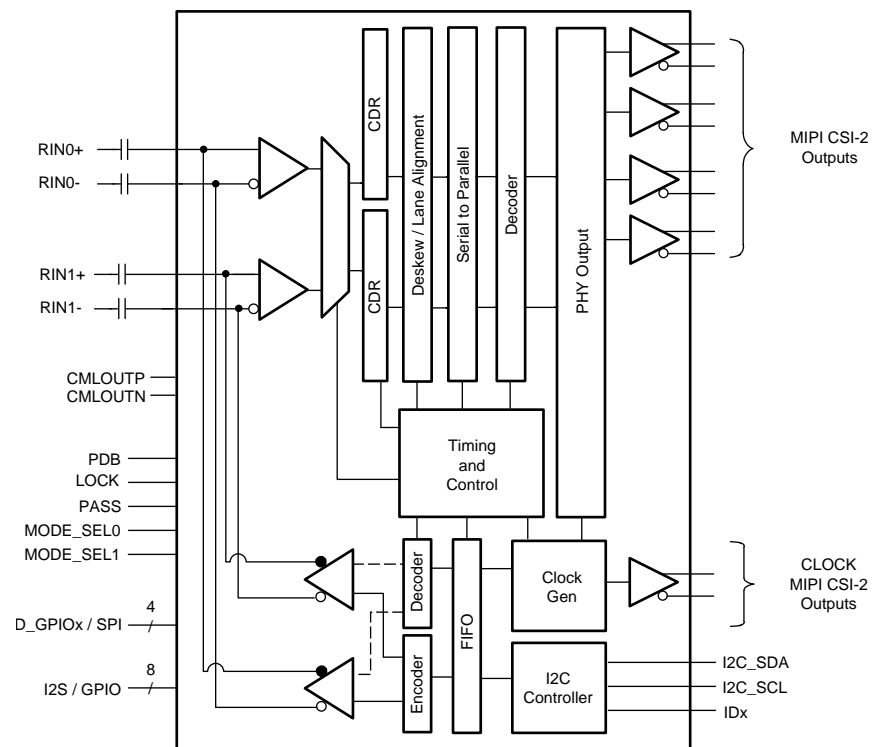 RIN0+
RIN0-
RIN1+
RIN1-
CMLOUTP
CMLOUTN
PDB
LOCK
PASS
MODE_SEL0
MODE_SEL1
4
D_GPIOx / SPI
8
I2S / GPIO
CDR
CDR
Deskew / Lane Alignment
Serial to Parallel
Decoder
PHY Output
Timing
and
Control
Decoder
Encoder
FIFO
Clock
Gen
I2C
Controller
MIPI CSI-2
Outputs
CLOCK
MIPI CSI-2
Outputs
I2C_SDA
I2C_SCL
IDx